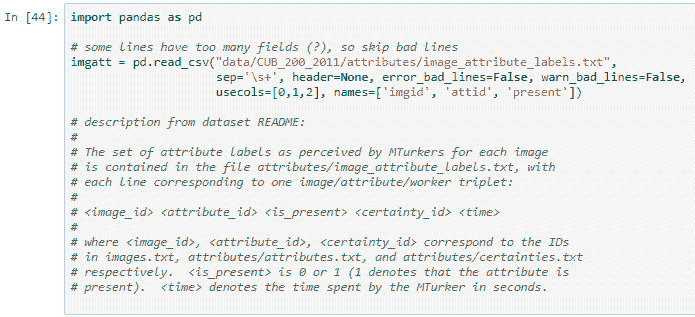 In [44]: import pandas as pd
# some lines have too many fields (?), so skip bad lines
imgatt = pd.read_csv("data/CUB_200_2011/attributes/image_attribute_labels.txt",
sep='\s+', header=None, error_bad_lines=False, warn_bad_lines=False,
usecols=[0,1,2], names=['imgid', 'attid', 'present'])
# description from dataset README:
#
# The set of attribute labels as perceived by MTurkers for each image
# is contained in the file attributes/image_attribute_labels.txt, with
# each line corresponding to one image/attribute/worker triplet:
#
# <image_id> <attribute_id> <is_present> <certainty_id> <time>
#
# where <image_id>, <attribute_id>, <certainty_id> correspond to the IDs
# in images.txt, attributes/attributes.txt, and attributes/certainties.txt
# respectively.  <is_present> is 0 or 1 (1 denotes that the attribute is
# present).  <time> denotes the time spent by the MTurker in seconds.